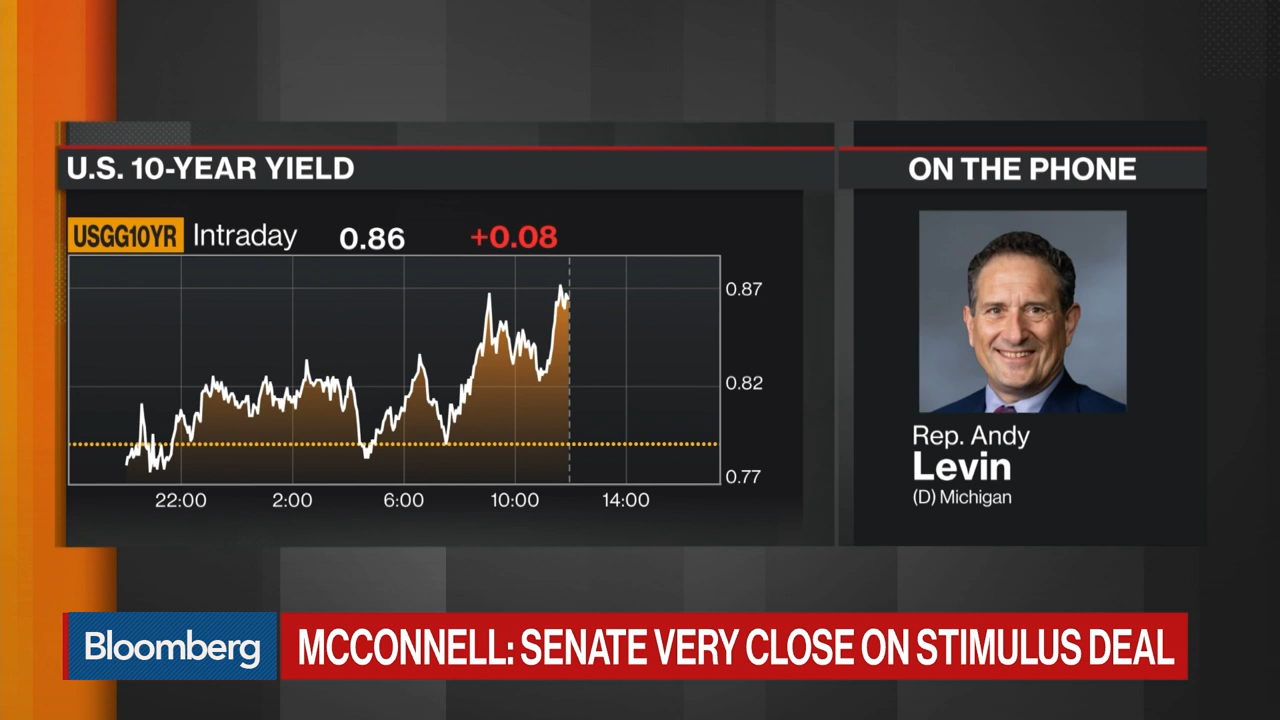 U.S. 10-YEAR YIELD
USGG10YR Intraday 0.86 +0.08
0.87
0.82
0.77
22:00 2:00 6:00 10:00 14:00
ON THE PHONE
Rep. Andy
Levin
(D) Michigan
Bloomberg
MCCONNELL: SENATE VERY CLOSE ON STIMULUS DEAL